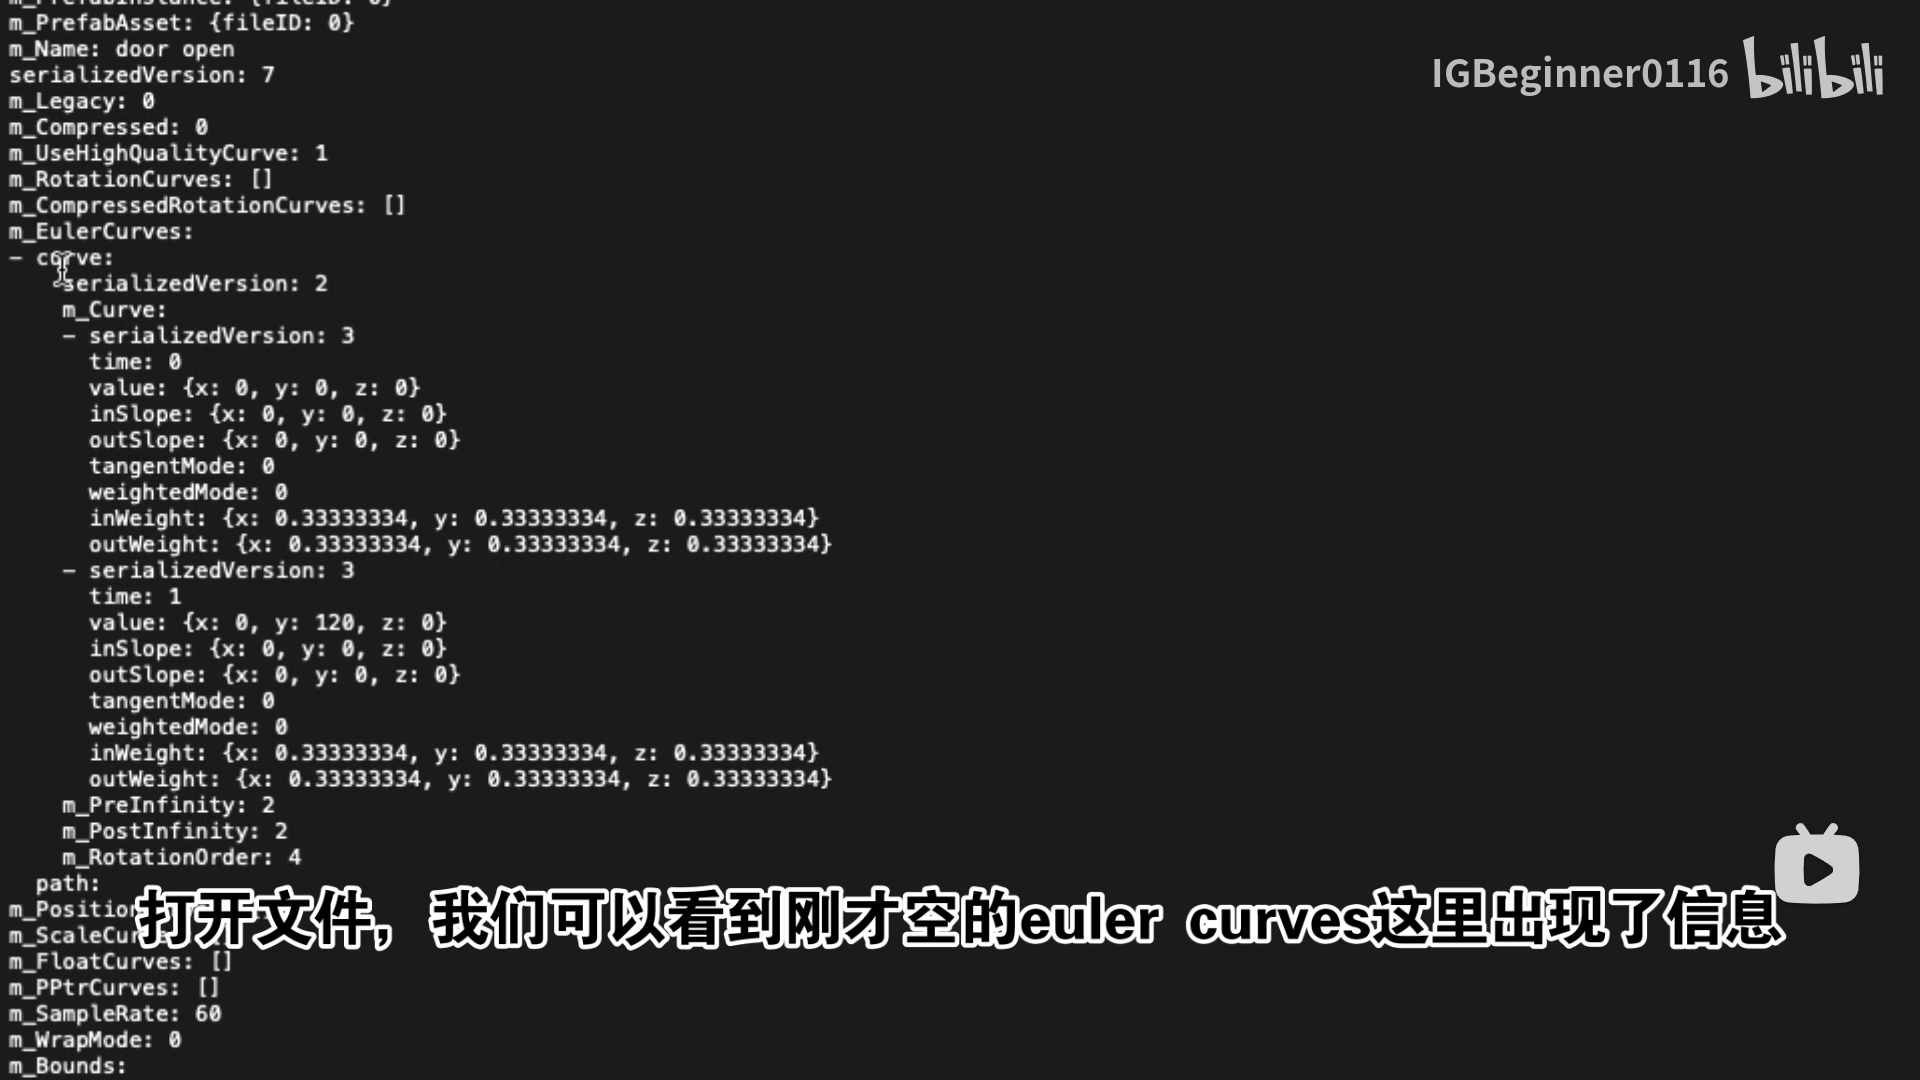 m_PrefabInstance: {fileID: 0}
m_PrefabAsset: {fileID: 0}
m_Name: door open
serializedVersion: 7
m_Legacy: 0
m_Compressed: 0
m_UseHighQualityCurve: 1
m_RotationCurves: []
m_CompressedRotationCurves: []
m_EulerCurves:
- curve:
serializedVersion: 2
m_Curve:
- serializedVersion: 3
time: 0
value: {x: 0, y: 0, z: 0}
inSlope: {x: 0, y: 0, z: 0}
outSlope: {x: 0, y: 0, z: 0}
tangentMode: 0
weightedMode: 0
inWeight: {x: 0.33333334, y: 0.33333334, z: 0.33333334}
outWeight: {x: 0.33333334, y: 0.33333334, z: 0.33333334}
- serializedVersion: 3
time: 1
value: {x: 0, y: 120, z: 0}
inSlope: {x: 0, y: 0, z: 0}
outSlope: {x: 0, y: 0, z: 0}
tangentMode: 0
weightedMode: 0
inWeight: {x: 0.33333334, y: 0.33333334, z: 0.33333334}
outWeight: {x: 0.33333334, y: 0.33333334, z: 0.33333334}
m_PreInfinity: 2
m_PostInfinity: 2
m_RotationOrder: 4
path:
m_Position
m_ScaleCur
m_FloatCurves: []
m_PPtrCurves: []
m_SampleRate: 60
m_WrapMode: 0
m_Bounds:
IGBeginner0116 bilibili
打开文件，我们可以看到刚才空的euler curves这里出现了信息